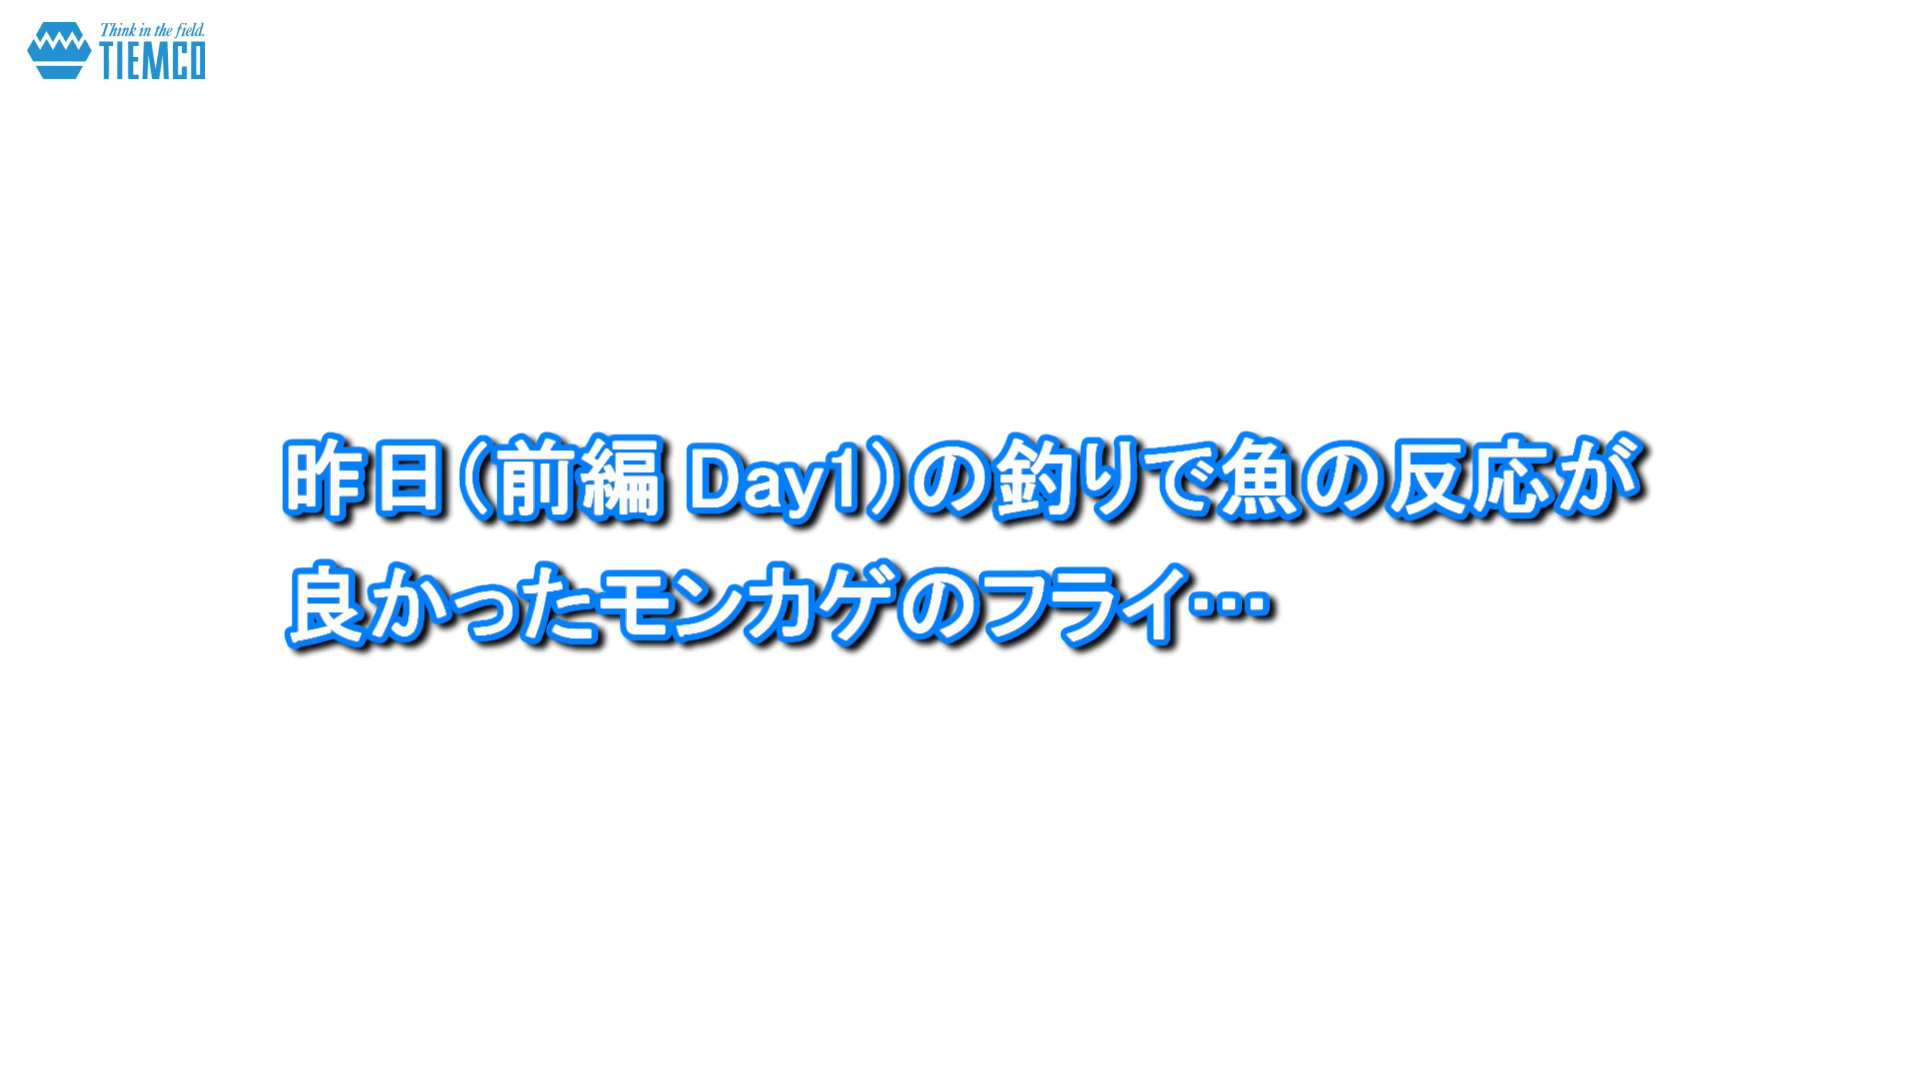 Think in the field.
TIEMCO
昨日(前編 Day1)の釣りで魚の反応が
良かったモンカゲのフライ…